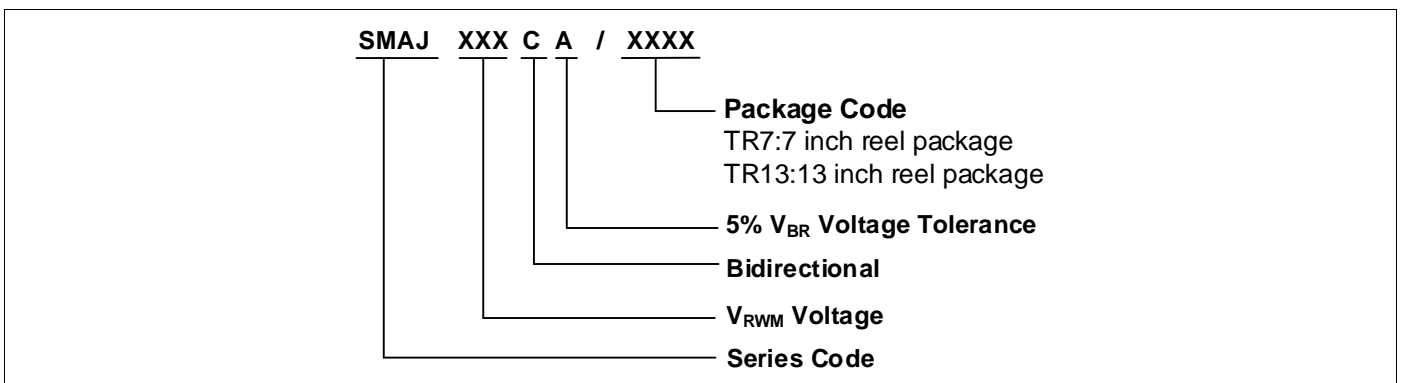 SMAJ XXX C A / XXXX
Package Code
TR7:7 inch reel package
TR13:13 inch reel package
5% VBR Voltage Tolerance
Bidirectional
VRWM Voltage
Series Code